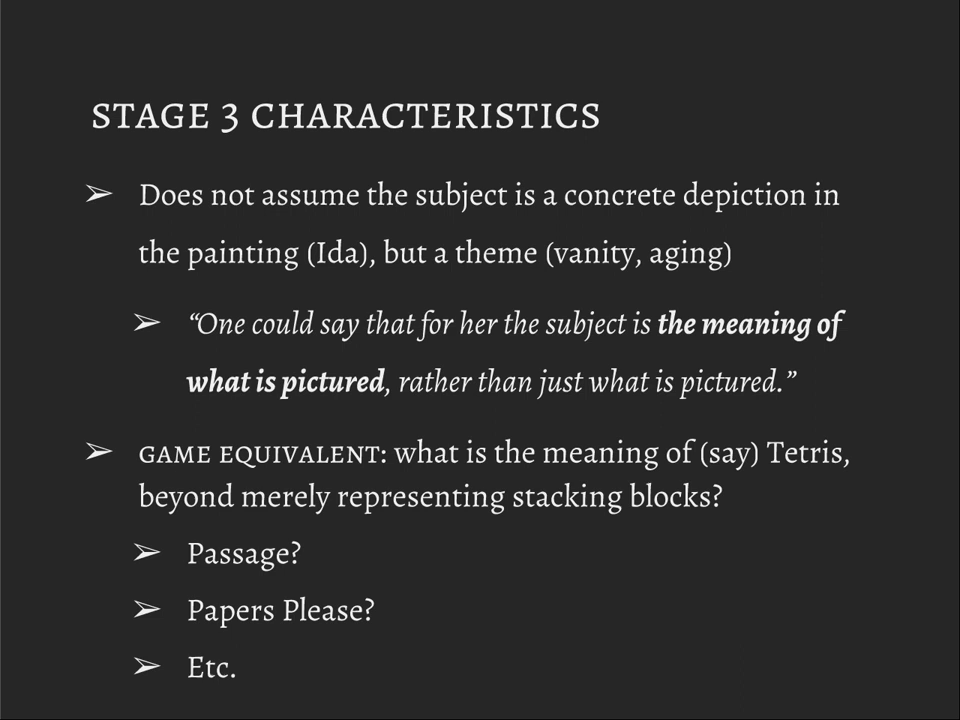 STAGE 3 CHARACTERISTICS
➢ Does not assume the subject is a concrete depiction in
the painting (Ida), but a theme (vanity, aging)
➢ “One could say that for her the subject is the meaning of
what is pictured, rather than just what is pictured.”
➢ GAME EQUIVALENT: what is the meaning of (say) Tetris,
beyond merely representing stacking blocks?
➢ Passage?
➢ Papers Please?
➢ Etc.